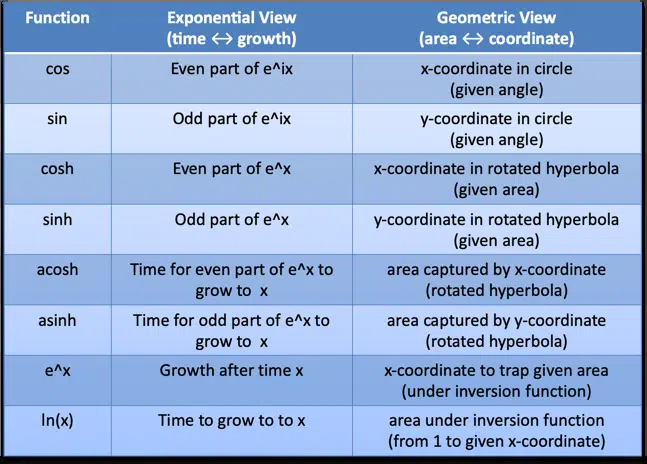 Function
Exponential View
(time ↔ growth)
Geometric View
(area ↔ coordinate)
cos
Even part of e^ix
x-coordinate in circle
(given angle)
sin
Odd part of e^ix
y-coordinate in circle
(given angle)
cosh
Even part of e^x
x-coordinate in rotated hyperbola
(given area)
sinh
Odd part of e^x
y-coordinate in rotated hyperbola
(given area)
acosh
Time for even part of e^x to
grow to x
area captured by x-coordinate
(rotated hyperbola)
asinh
Time for odd part of e^x to
grow to x
area captured by y-coordinate
(rotated hyperbola)
e^x
Growth after time x
x-coordinate to trap given area
(under inversion function)
ln(x)
Time to grow to to x
area under inversion function
(from 1 to given x-coordinate)